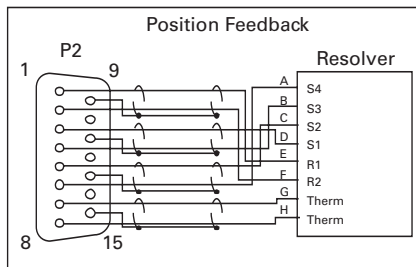 Position Feedback
P2
Resolver
1
9
A
S4
B
S3
C
S2
D
S1
E
R1
F
R2
G
Therm
H
Therm
8
15